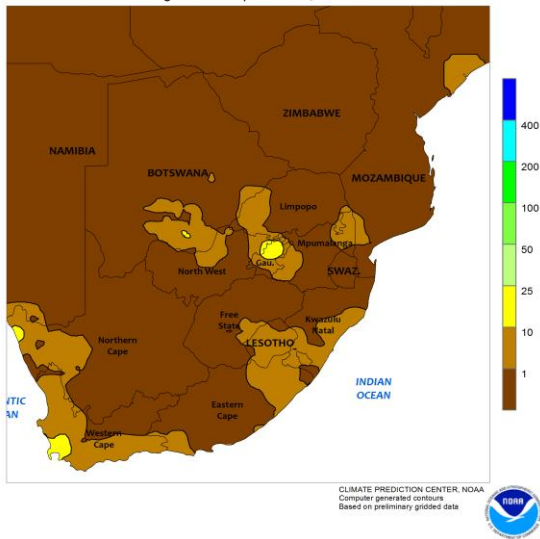 ZIMBABWE
NAMIBIA
BOTSWANA
MOZAMBIQUE
Limpopo
Mpumalanga
Gau.
North West
SWAZ.
Free
State
Kwazulu
Natal
LESOTHO
Northern
Cape
Eastern
Cape
Western
Cape
INDIAN
OCEAN
NTIC
AN
400
200
100
50
25
10
1
CLIMATE PREDICTION CENTER, NOAA
Computer generated contours
Based on preliminary gridded data
NOAA